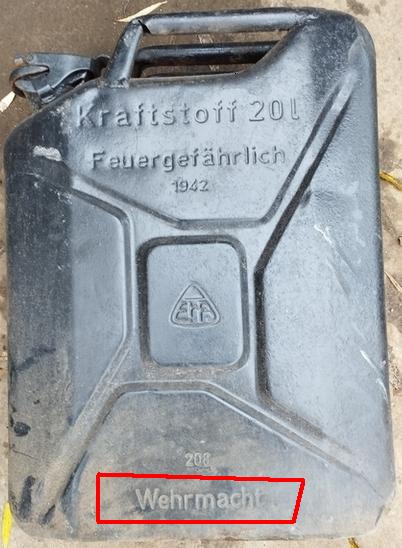 Kraftstoff 20l
Feuergefährlich
1942
208
Wehrmacht